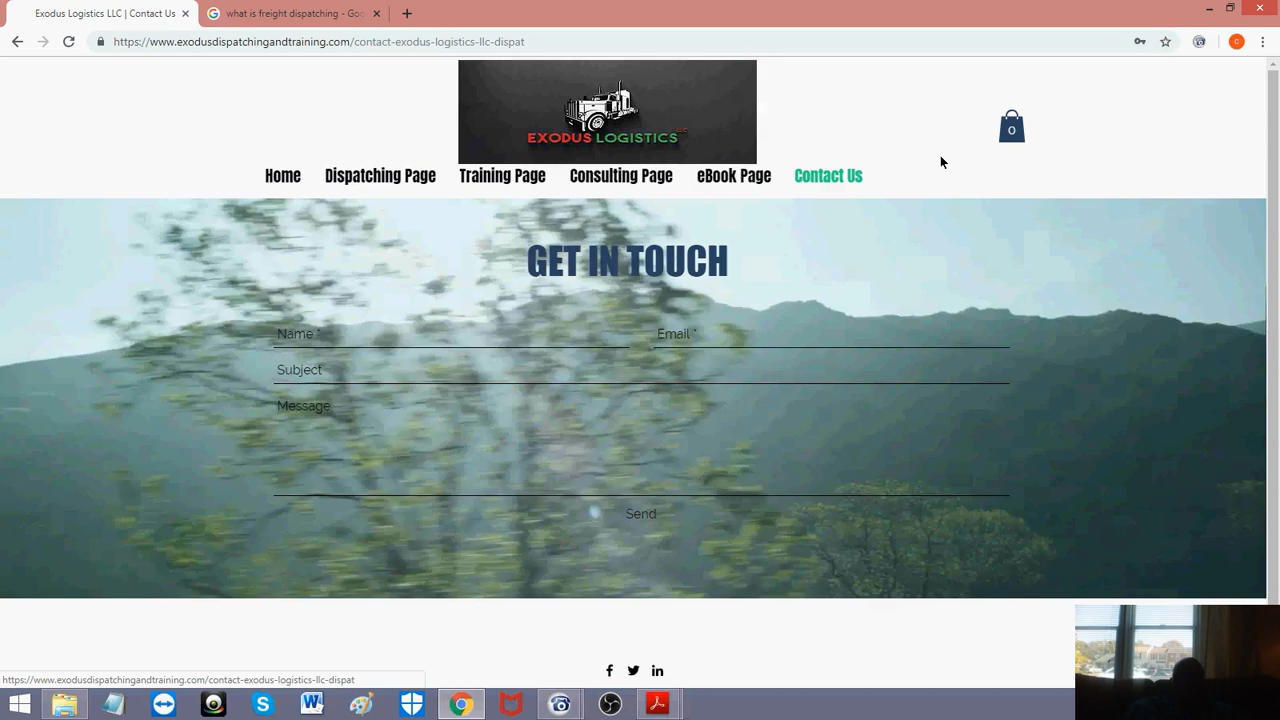 Exodus Logistics LLC | Contact Us
what is freight dispatching - Goo
https://www.exodusdispatchingandtraining.com/contact-exodus-logistics-llc-dispat
C
EXODUS LOGISTICS LLC
0
Home Dispatching Page Training Page Consulting Page eBook Page Contact Us
GET IN TOUCH
Name * Email *
Subject
Message
Send
https://www.exodusdispatchingandtraining.com/contact-exodus-logistics-llc-dispat